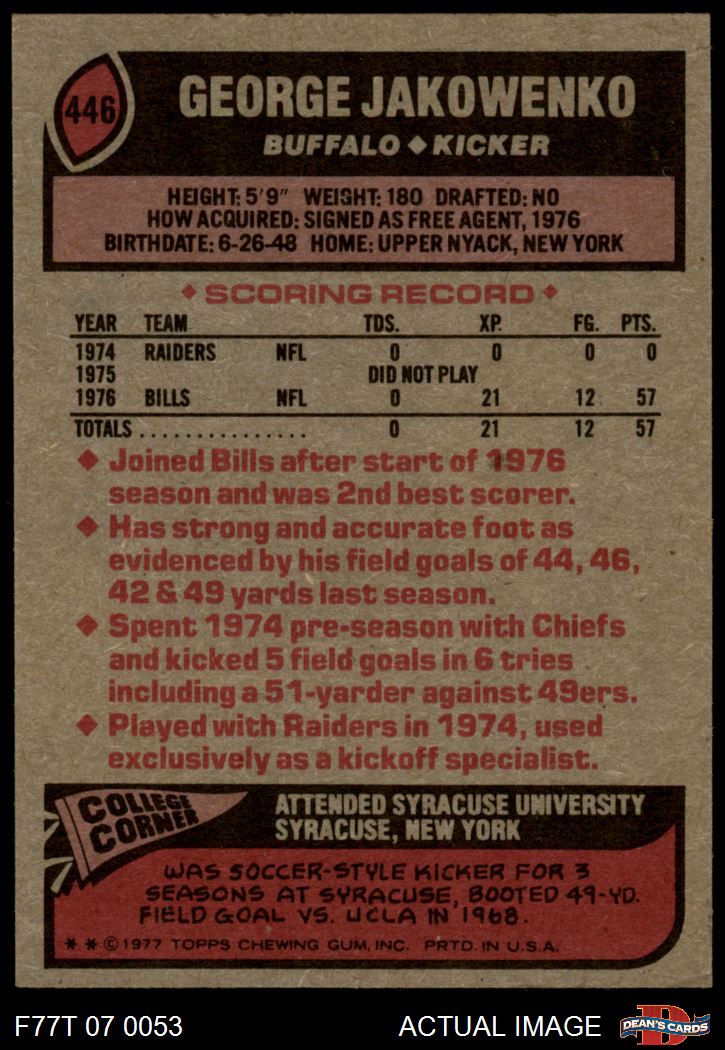 446
GEORGE JAKOWENKO
BUFFALO ◆ KICKER
HEIGHT: 5'9" WEIGHT: 180 DRAFTED: NO
HOW ACQUIRED: SIGNED AS FREE AGENT, 1976
BIRTHDATE: 6-26-48 HOME: UPPER NYACK, NEW YORK
◆ SCORING RECORD ◆
YEAR TEAM TDS. XP. FG. PTS.
1974 RAIDERS NFL 0 0 0 0
1975 DID NOT PLAY
1976 BILLS NFL 0 21 12 57
TOTALS ................ 0 21 12 57
◆ Joined Bills after start of 1976
season and was 2nd best scorer.
◆ Has strong and accurate foot as
evidenced by his field goals of 44, 46,
42 & 49 yards last season.
◆ Spent 1974 pre-season with Chiefs
and kicked 5 field goals in 6 tries
including a 51-yarder against 49ers.
◆ Played with Raiders in 1974, used
exclusively as a kickoff specialist.
COLLEGE
CORNER
ATTENDED SYRACUSE UNIVERSITY
SYRACUSE, NEW YORK
WAS SOCCER-STYLE KICKER FOR 3
SEASONS AT SYRACUSE, BOOTED 49-YD.
FIELD GOAL VS. UCLA IN 1968.
* * © 1977 TOPPS CHEWING GUM, INC. PRTD. IN U.S.A.
F77T 07 0053 ACTUAL IMAGE
D
DEAN'S CARDS